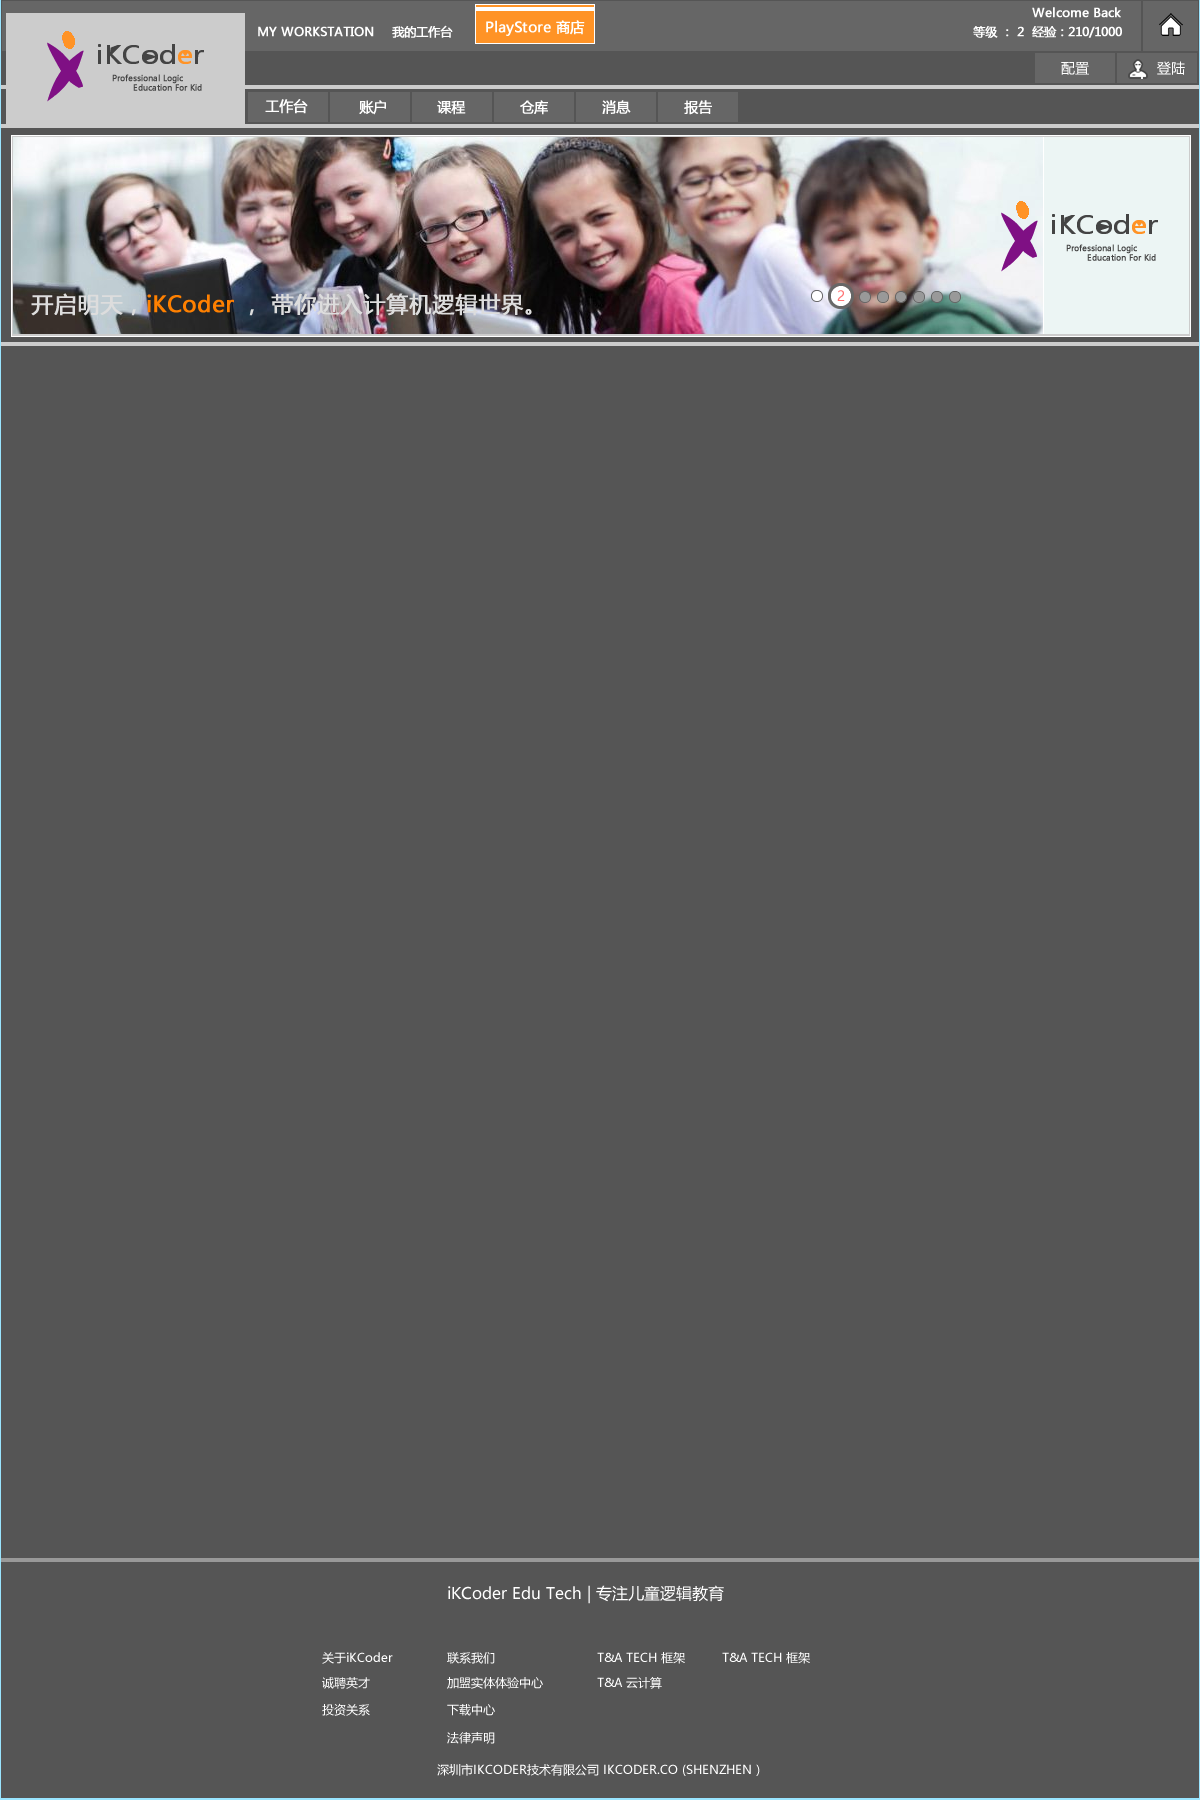 iKCoder
Professional Logic
Education For Kid
MY WORKSTATION 我的工作台
PlayStore 商店
Welcome Back
等级 : 2 经验:210/1000
配置
登陆
工作台 账户 课程 仓库 消息 报告
iKCoder
Professional Logic
Education For Kid
2
开启明天,iKCoder ,带你进入计算机逻辑世界。
iKCoder Edu Tech | 专注儿童逻辑教育
关于iKCoder 联系我们 T&A TECH 框架 T&A TECH 框架
诚聘英才 加盟实体体验中心 T&A 云计算
投资关系 下载中心
法律声明
深圳市IKCODER技术有限公司 IKCODER.CO (SHENZHEN )